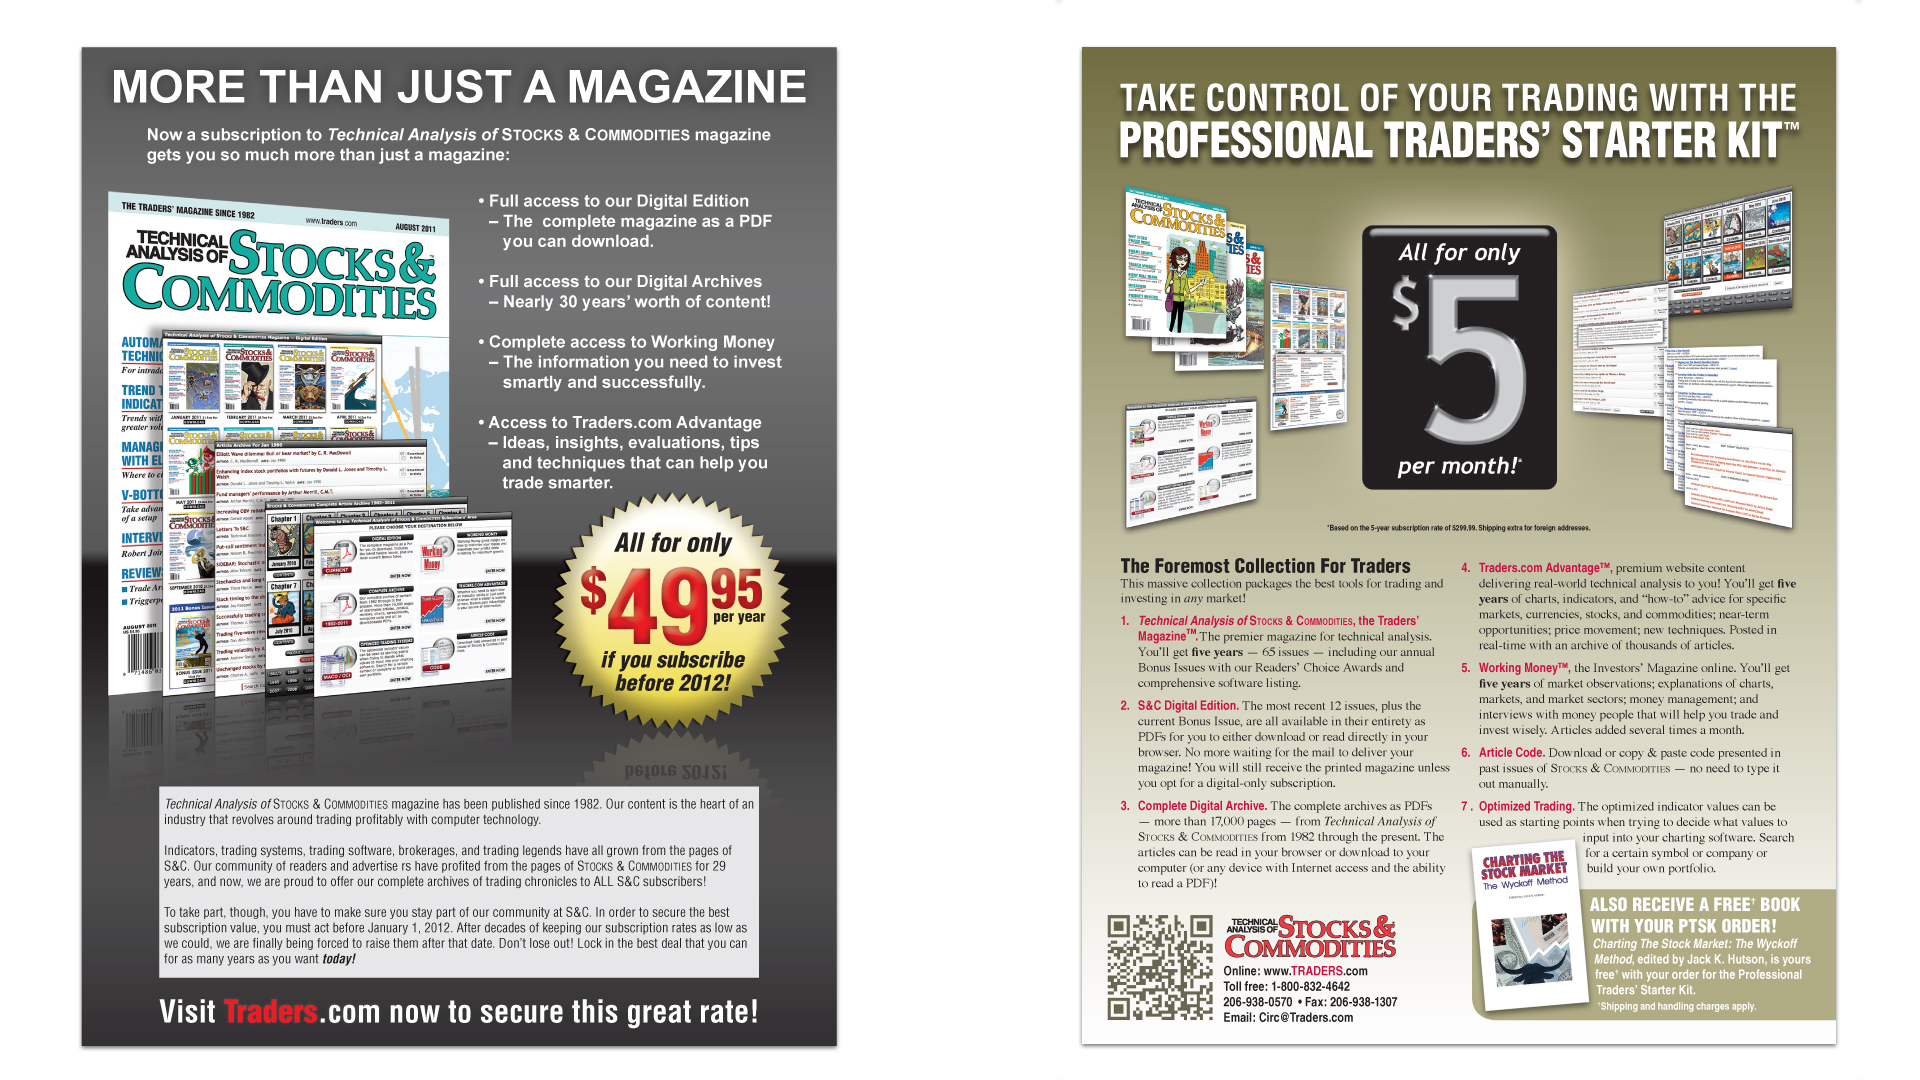 MORE THAN JUST A MAGAZINE
Now a subscription to Technical Analysis of STOCKS & COMMODITIES magazine
gets you so much more than just a magazine:
THE TRADERS' MAGAZINE SINCE 1982
www.traders.com
AUGUST 2011
TECHNICAL
ANALYSIS OF
STOCKS &
COMMODITIES
• Full access to our Digital Edition
– The complete magazine as a PDF
you can download.
• Full access to our Digital Archives
– Nearly 30 years' worth of content!
• Complete access to Working Money
– The information you need to invest
smartly and successfully.
• Access to Traders.com Advantage
– Ideas, insights, evaluations, tips
and techniques that can help you
trade smarter.
All for only
$49.95
per year
if you subscribe
before 2012!
Technical Analysis of STOCKS & COMMODITIES magazine has been published since 1982. Our content is the heart of an
industry that revolves around trading profitably with computer technology.
Indicators, trading systems, trading software, brokerages, and trading legends have all grown from the pages of
S&C. Our community of readers and advertise rs have profited from the pages of STOCKS & COMMODITIES for 29
years, and now, we are proud to offer our complete archives of trading chronicles to ALL S&C subscribers!
To take part, though, you have to make sure you stay part of our community at S&C. In order to secure the best
subscription value, you must act before January 1, 2012. After decades of keeping our subscription rates as low as
we could, we are finally being forced to raise them after that date. Don't lose out! Lock in the best deal that you can
for as many years as you want today!
Visit Traders.com now to secure this great rate!
TAKE CONTROL OF YOUR TRADING WITH THE
PROFESSIONAL TRADERS' STARTER KIT™
All for only
$5
per month!*
*Based on the 5-year subscription rate of $299.99. Shipping extra for foreign addresses.
The Foremost Collection For Traders
This massive collection packages the best tools for trading and
investing in any market!
1. Technical Analysis of STOCKS & COMMODITIES, the Traders'
Magazine™. The premier magazine for technical analysis.
You'll get five years — 65 issues — including our annual
Bonus Issues with our Readers' Choice Awards and
comprehensive software listing.
2. S&C Digital Edition. The most recent 12 issues, plus the
current Bonus Issue, are all available in their entirety as
PDFs for you to either download or read directly in your
browser. No more waiting for the mail to deliver your
magazine! You will still receive the printed magazine unless
you opt for a digital-only subscription.
3. Complete Digital Archive. The complete archives as PDFs
— more than 17,000 pages — from Technical Analysis of
STOCKS & COMMODITIES from 1982 through the present. The
articles can be read in your browser or download to your
computer (or any device with Internet access and the ability
to read a PDF)!
4. Traders.com Advantage™, premium website content
delivering real-world technical analysis to you! You'll get five
years of charts, indicators, and “how-to” advice for specific
markets, currencies, stocks, and commodities; near-term
opportunities; price movement; new techniques. Posted in
real-time with an archive of thousands of articles.
5. Working Money™, the Investors' Magazine online. You'll get
five years of market observations; explanations of charts,
markets, and market sectors; money management; and
interviews with money people that will help you trade and
invest wisely. Articles added several times a month.
6. Article Code. Download or copy & paste code presented in
past issues of STOCKS & COMMODITIES — no need to type it
out manually.
7 . Optimized Trading. The optimized indicator values can be
used as starting points when trying to decide what values to
input into your charting software. Search
for a certain symbol or company or
build your own portfolio.
CHARTING THE
STOCK MARKET
The Wyckoff Method
ALSO RECEIVE A FREE† BOOK
WITH YOUR PTSK ORDER!
Charting The Stock Market: The Wyckoff
Method, edited by Jack K. Hutson, is yours
free† with your order for the Professional
Traders' Starter Kit.
†Shipping and handling charges apply.
TECHNICAL
ANALYSIS OF
STOCKS &
COMMODITIES
Online: www.TRADERS.com
Toll free: 1-800-832-4642
206-938-0570 • Fax: 206-938-1307
Email: Circ@Traders.com